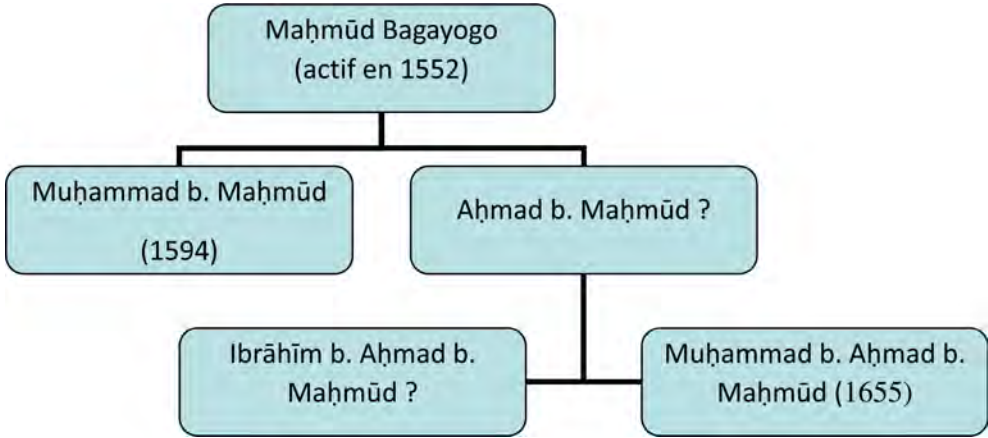 Maḥmūd Bagayogo
(actif en 1552)
Muḥammad b. Maḥmūd
(1594)
Aḥmad b. Maḥmūd ?
Ibrāhīm b. Aḥmad b.
Maḥmūd ?
Muḥammad b. Aḥmad b.
Maḥmūd (1655)